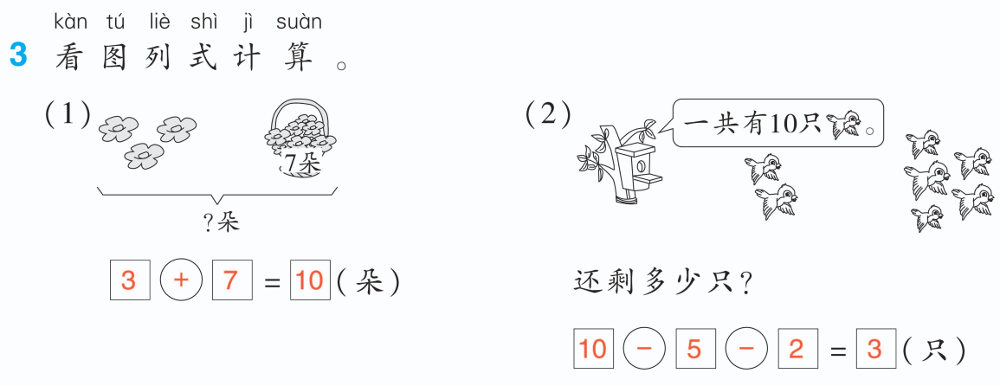 kàn tú liè shì jì suàn
3 看图列式计算。
(1)
7朵
?朵
3 + 7 = 10 (朵)
(2)
一共有10只。
还剩多少只?
10 - 5 - 2 = 3 (只)